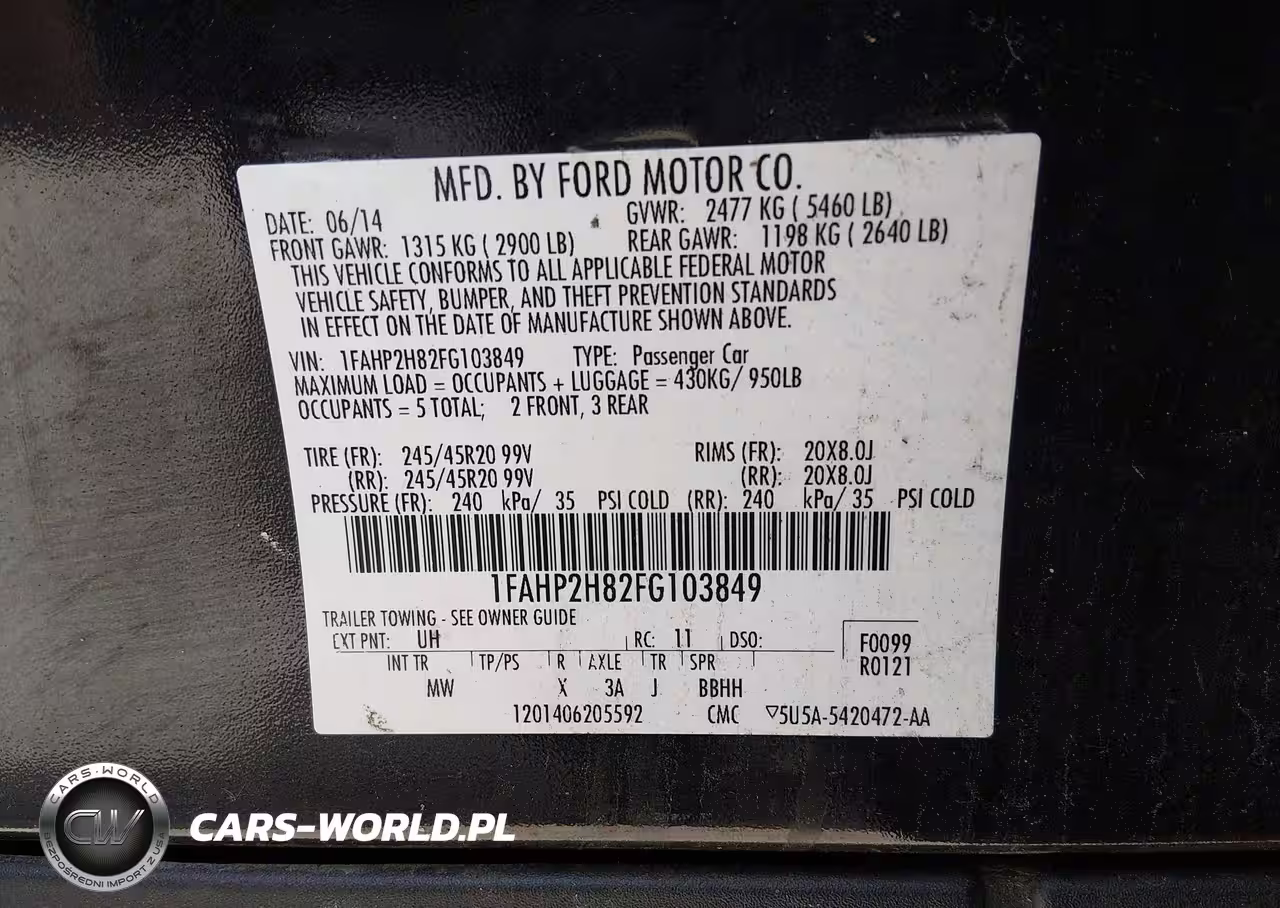 MFD. BY FORD MOTOR CO.
DATE: 06/14 GVWR: 2477 KG ( 5460 LB)
FRONT GAWR: 1315 KG ( 2900 LB) REAR GAWR: 1198 KG ( 2640 LB)
THIS VEHICLE CONFORMS TO ALL APPLICABLE FEDERAL MOTOR
VEHICLE SAFETY, BUMPER, AND THEFT PREVENTION STANDARDS
IN EFFECT ON THE DATE OF MANUFACTURE SHOWN ABOVE.
VIN: 1FAHP2H82FG103849 TYPE: Passenger Car
MAXIMUM LOAD = OCCUPANTS + LUGGAGE = 430KG/ 950LB
OCCUPANTS = 5 TOTAL; 2 FRONT, 3 REAR
TIRE (FR): 245/45R20 99V RIMS (FR): 20X8.0J
(RR): 245/45R20 99V (RR): 20X8.0J
PRESSURE (FR): 240 kPa/ 35 PSI COLD (RR): 240 kPa/ 35 PSI COLD
1FAHP2H82FG103849
TRAILER TOWING - SEE OWNER GUIDE
EXT PNT: UH RC: 11 DSO: F0099
R0121
INT TR TP/PS R AXLE TR SPR
MW X 3A J BBHH
1201406205592 CMC ▽5U5A-5420472-AA
CARS-WORLD
CW
BEZPOŚREDNI IMPORT Z USA
CARS-WORLD.PL